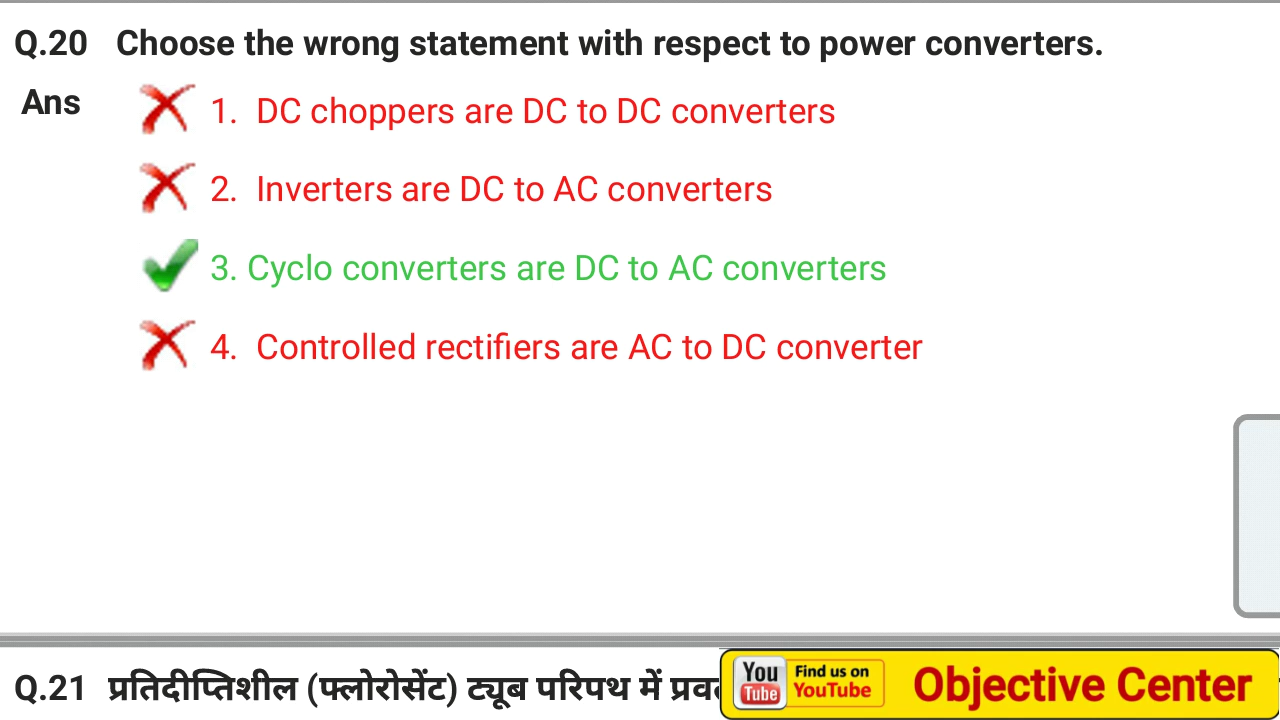 Q.20 Choose the wrong statement with respect to power converters.
Ans 1. DC choppers are DC to DC converters
2. Inverters are DC to AC converters
3. Cyclo converters are DC to AC converters
4. Controlled rectifiers are AC to DC converter
Q.21 प्रतिदीप्तिशील (फ्लोरोसेंट) ट्यूब परिपथ में
You Tube Find us on YouTube Objective Center